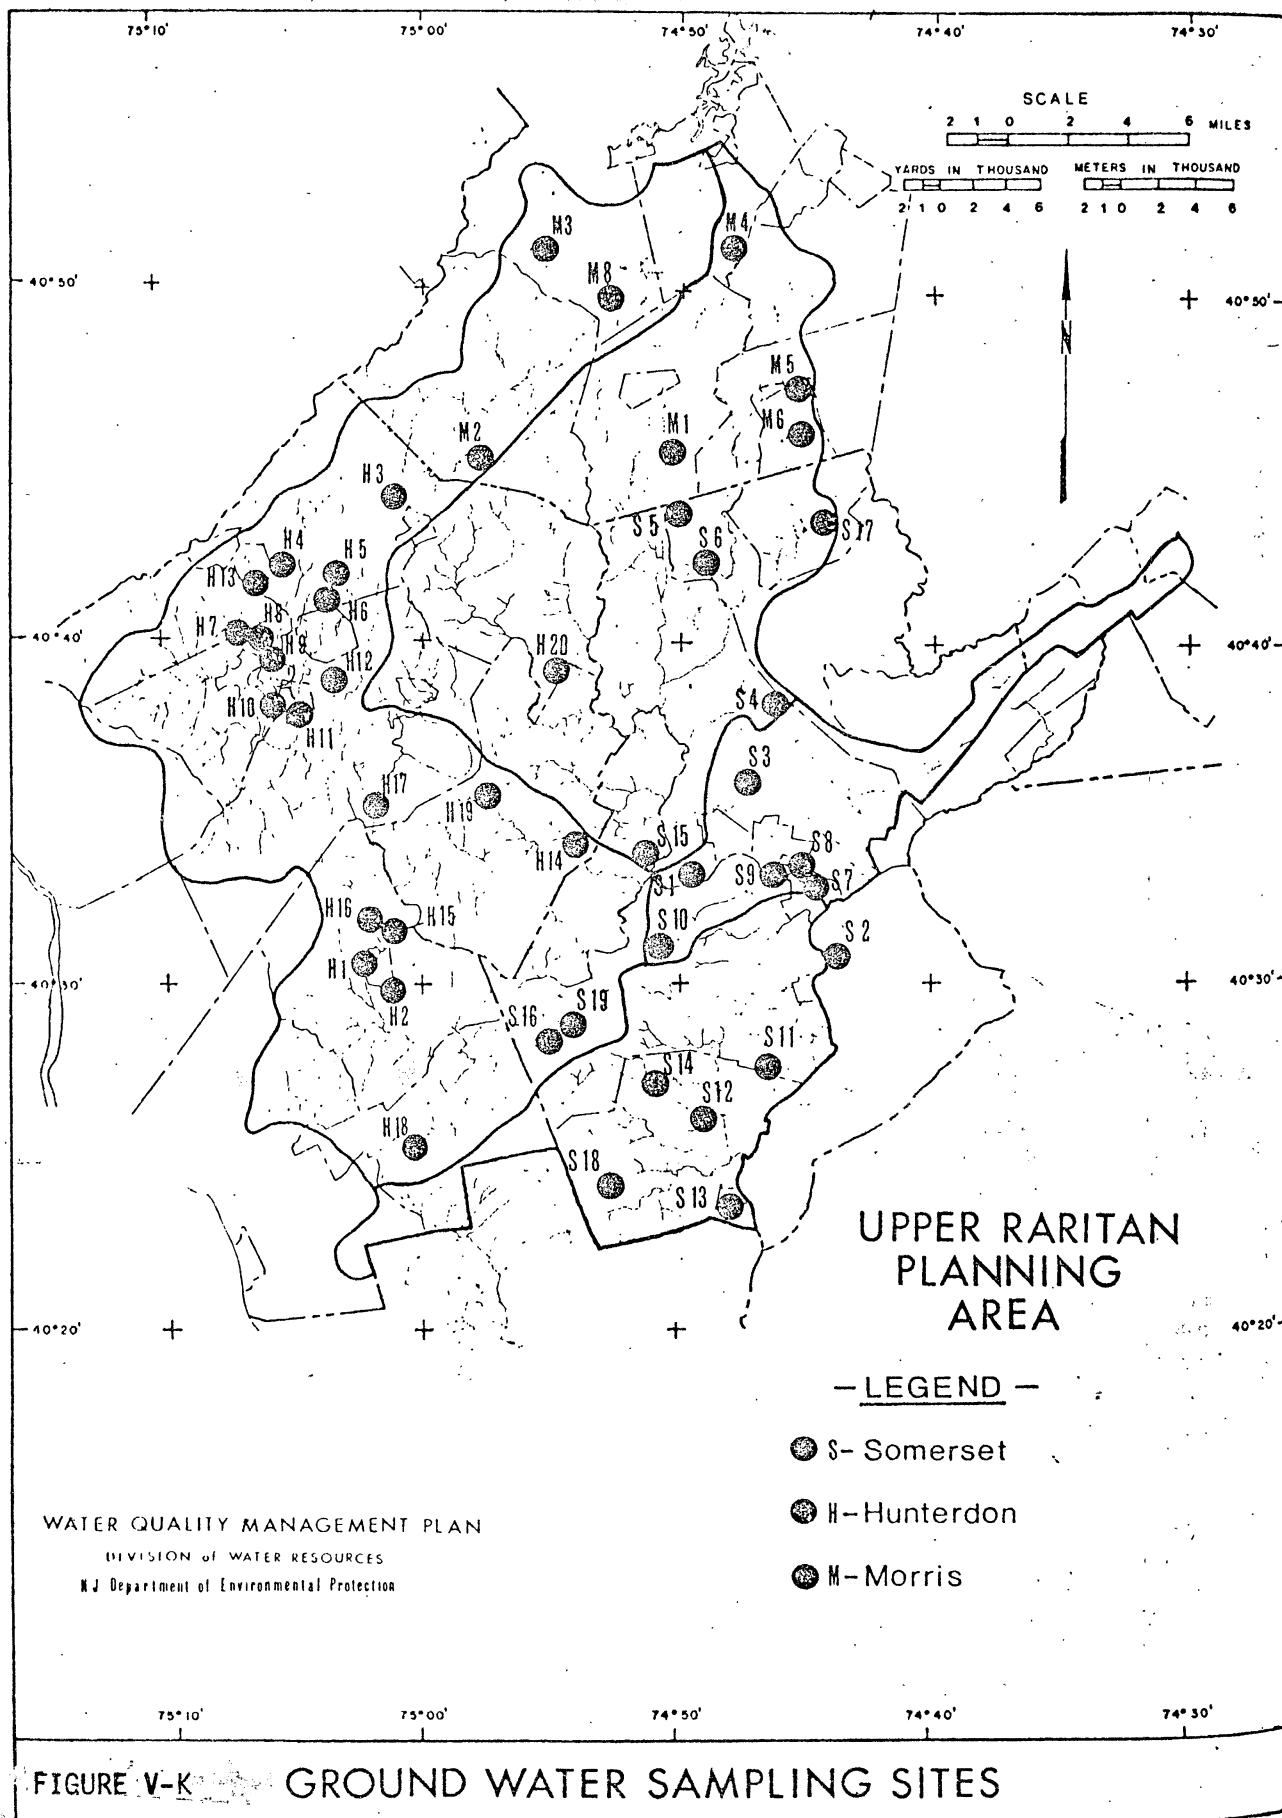 75°10' 75°00' 74°50' 74°40' 74°30'
SCALE
2 1 0 2 4 6 MILES
YARDS IN THOUSAND METERS IN THOUSAND
2 1 0 2 4 6 2 1 0 2 4 6
M3 M4
M8
40°50' 40°50'
N
M5
M6
M1
M2
H3
S5 S17
S6
H4 H5
H13
H6
H7 H8
40°40' 40°40'
H9
H12 H20
H10 S4
H11
S3
H17
H19
S15 S8
H14
S1 S9 S7
H16 H15
S10
S2
H1
40°30' 40°30'
H2
S16 S19
S11
S14
S12
H18
S18
S13
UPPER RARITAN
PLANNING
AREA
40°20' 40°20'
- LEGEND -
S- Somerset
H-Hunterdon
M-Morris
WATER QUALITY MANAGEMENT PLAN
DIVISION of WATER RESOURCES
NJ Department of Environmental Protection
75°10' 75°00' 74°50' 74°40' 74°30'
FIGURE V-K GROUND WATER SAMPLING SITES